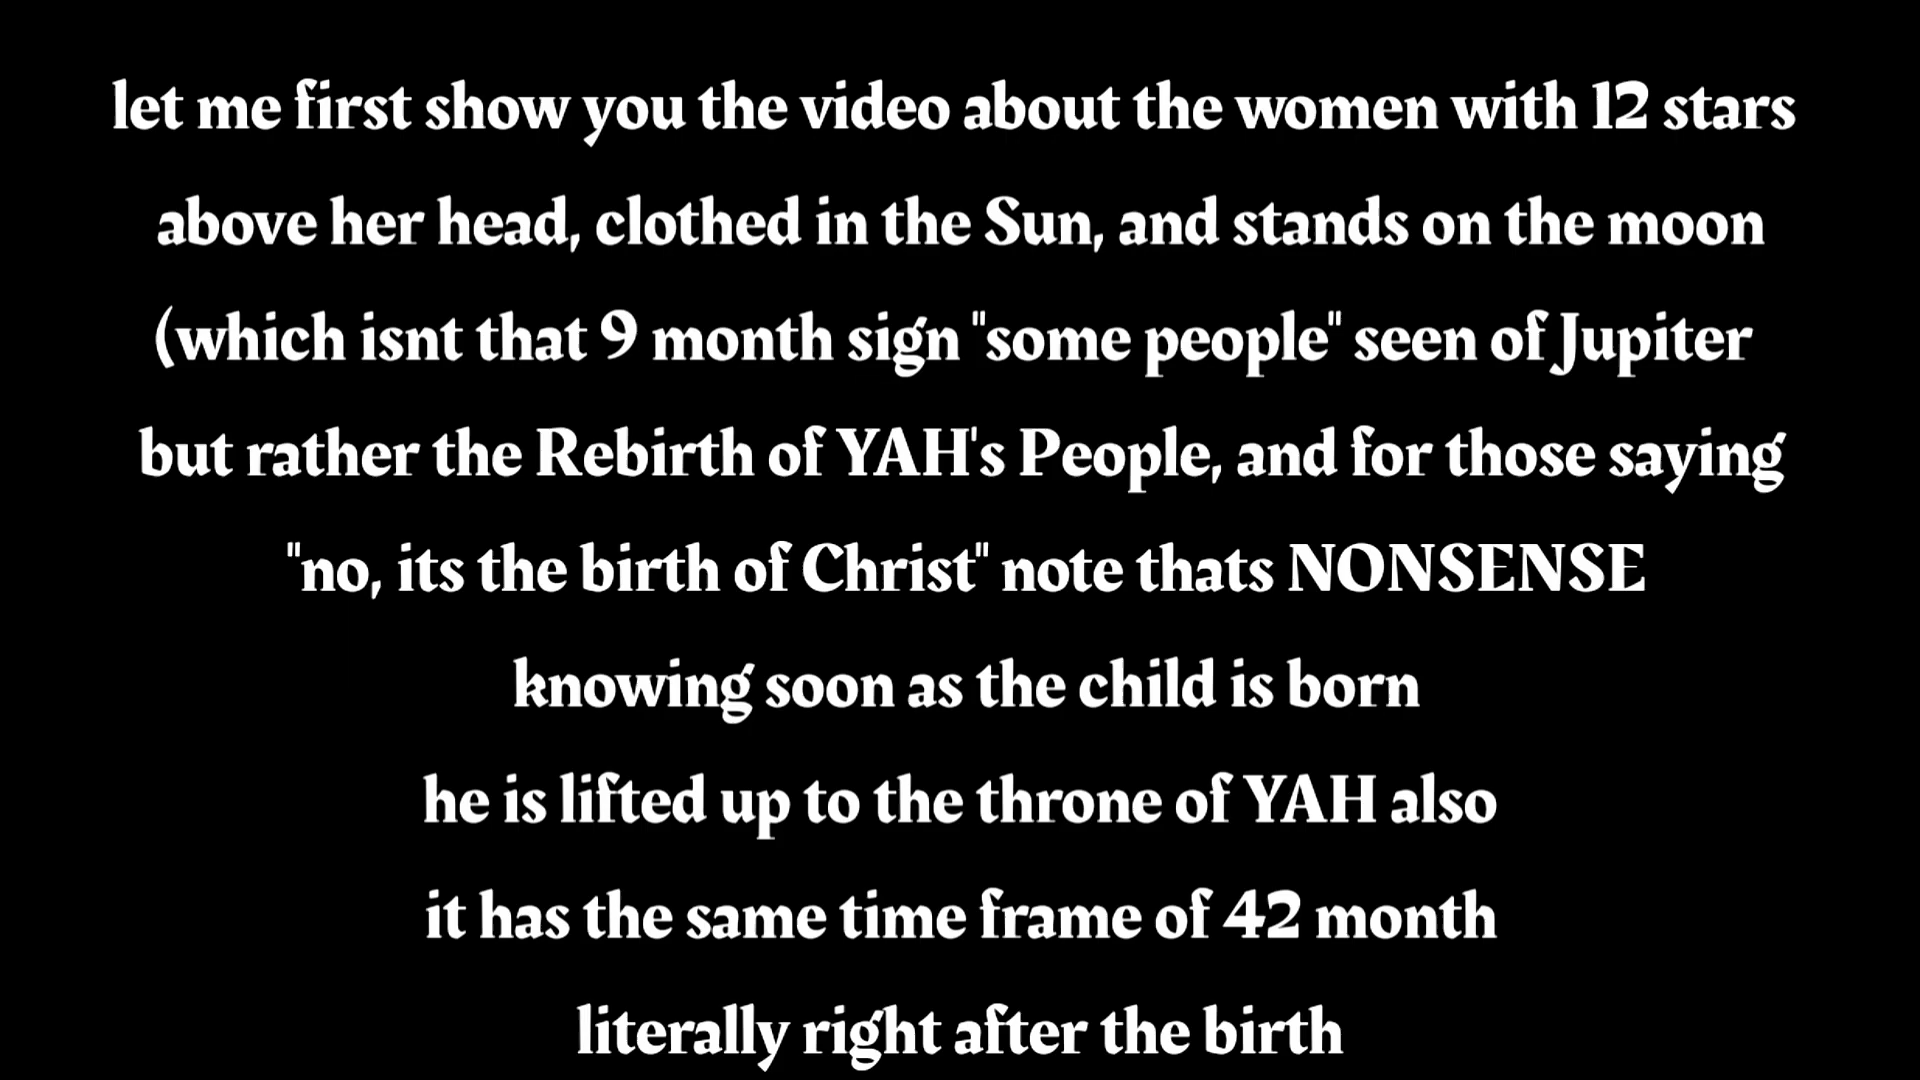 let me first show you the video about the women with 12 stars
above her head, clothed in the Sun, and stands on the moon
(which isnt that 9 month sign "some people" seen of Jupiter
but rather the Rebirth of YAH's People, and for those saying
"no, its the birth of Christ" note thats NONSENSE
knowing soon as the child is born
he is lifted up to the throne of YAH also
it has the same time frame of 42 month
literally right after the birth